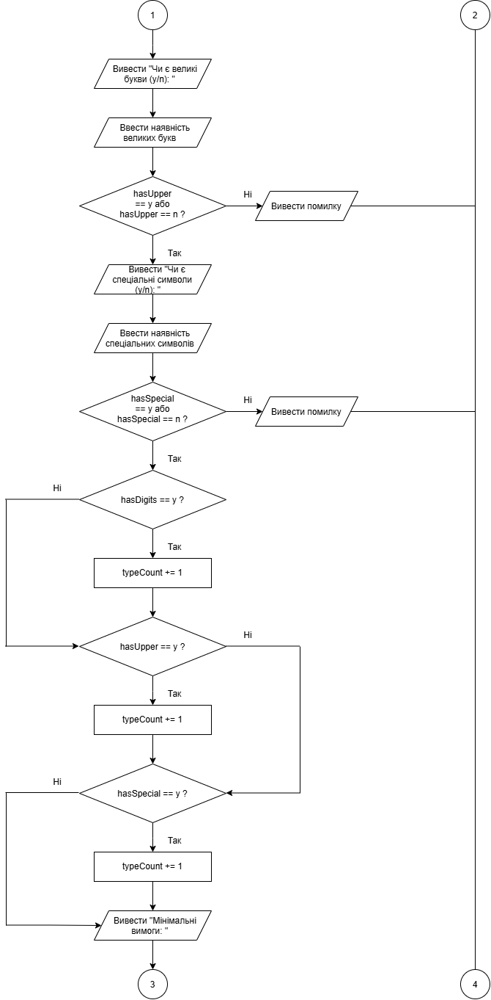 1
2
Вивести "Чи є великі
букви (y/n): "
Ввести наявність
великих букв
hasUpper
== y або
hasUpper == n ?
Ні
Вивести помилку
Так
Вивести "Чи є
спеціальні символи
(y/n): "
Ввести наявність
спеціальних символів
hasSpecial
== y або
hasSpecial == n ?
Ні
Вивести помилку
Так
Ні
hasDigits == y ?
Так
typeCount += 1
hasUpper == y ?
Ні
Так
typeCount += 1
Ні
hasSpecial == y ?
Так
typeCount += 1
Вивести "Мінімальні
вимоги: "
3
4